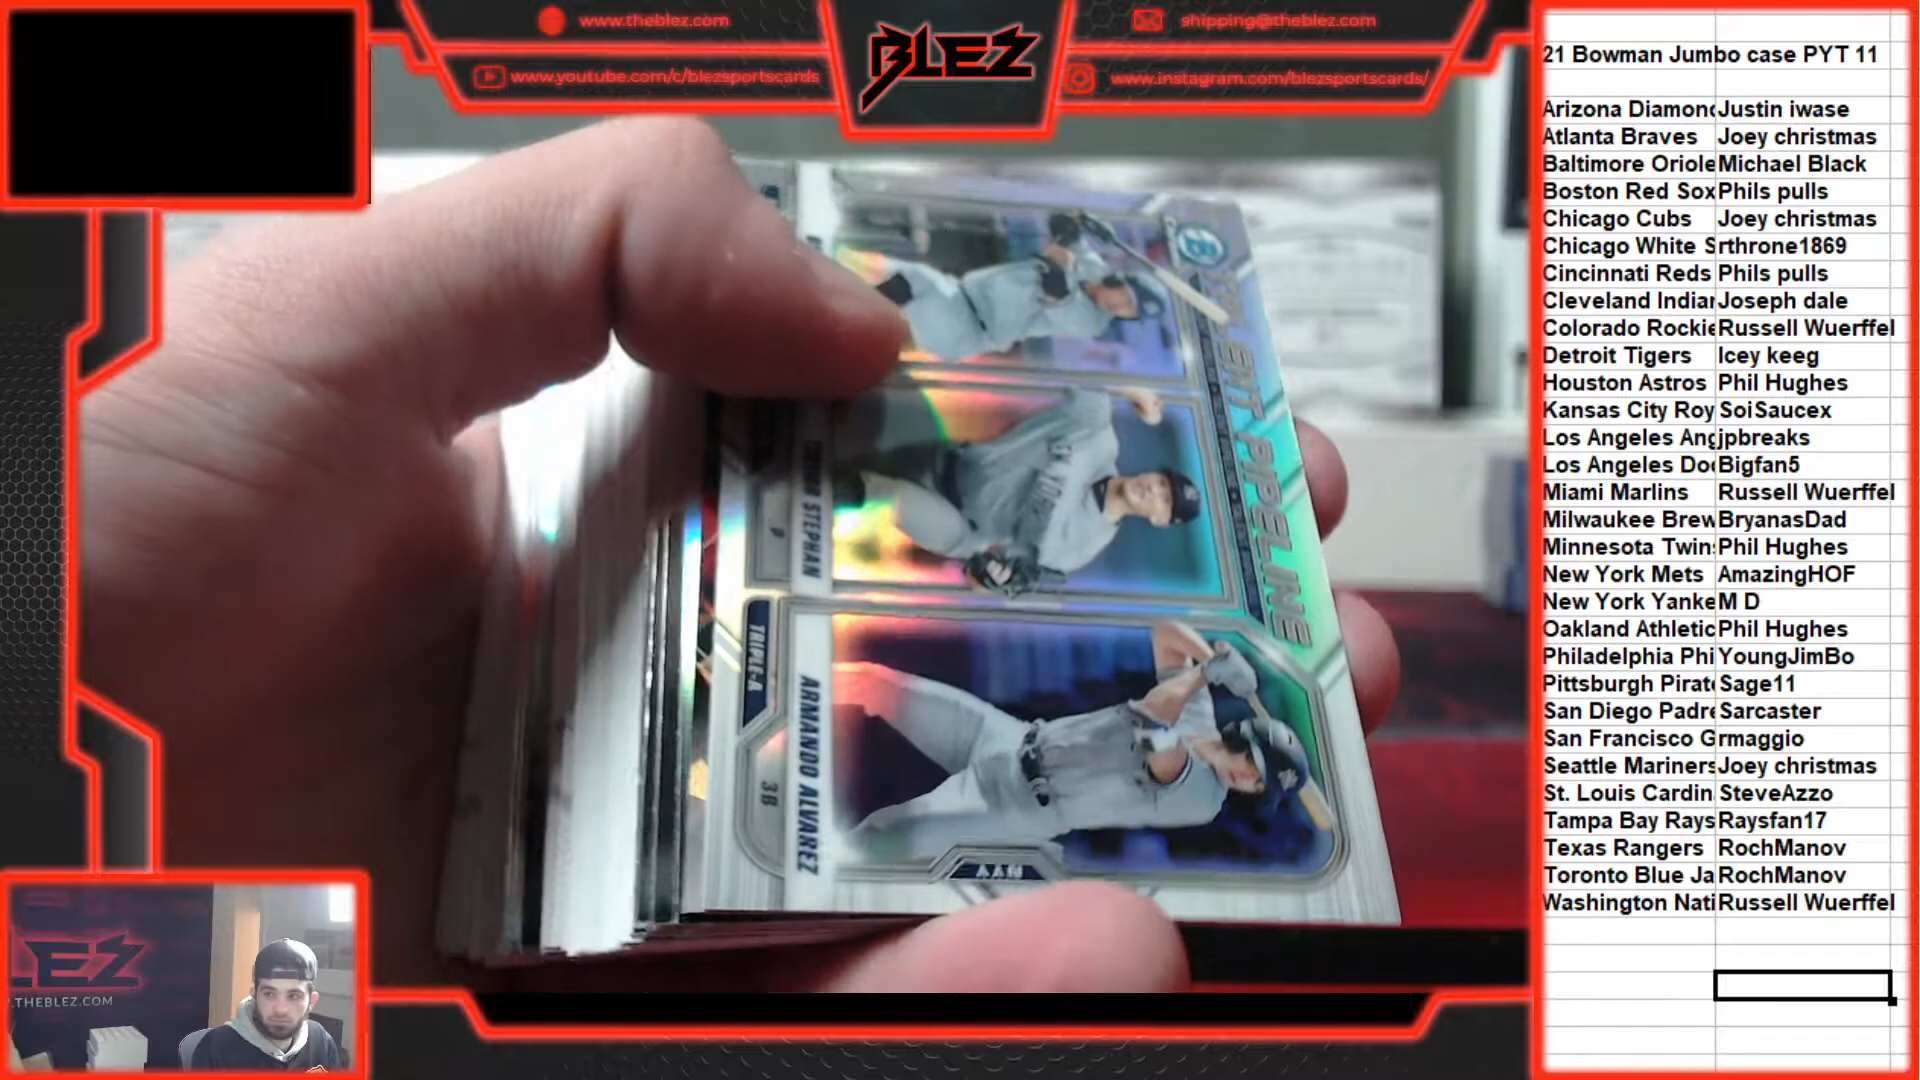 www.theblez.com
www.youtube.com/c/blezsportscards
BLEZ
shipping@theblez.com
www.instagram.com/blezsportscards/
21 Bowman Jumbo case PYT 11
Arizona Diamond Justin iwase
Atlanta Braves Joey christmas
Baltimore Oriole Michael Black
Boston Red Sox Phils pulls
Chicago Cubs Joey christmas
Chicago White S rthrone1869
Cincinnati Reds Phils pulls
Cleveland Indian Joseph dale
Colorado Rockie Russell Wuerffel
Detroit Tigers Icey keeg
Houston Astros Phil Hughes
Kansas City Roy SoiSaucex
Los Angeles Ang jpbreaks
Los Angeles Dod Bigfan5
Miami Marlins Russell Wuerffel
Milwaukee Brew BryanasDad
Minnesota Twins Phil Hughes
New York Mets AmazingHOF
New York Yanke M D
Oakland Athletic Phil Hughes
Philadelphia Phi YoungJimBo
Pittsburgh Pirate Sage11
San Diego Padre Sarcaster
San Francisco G rmaggio
Seattle Mariners Joey christmas
St. Louis Cardin SteveAzzo
Tampa Bay Rays Raysfan17
Texas Rangers RochManov
Toronto Blue Ja RochManov
Washington Nati Russell Wuerffel
PIPELINE
STEPHAN
P
TRIPLE-A
ARMANDO ALVAREZ
3B
NYY
LEZ
.THEBLEZ.COM